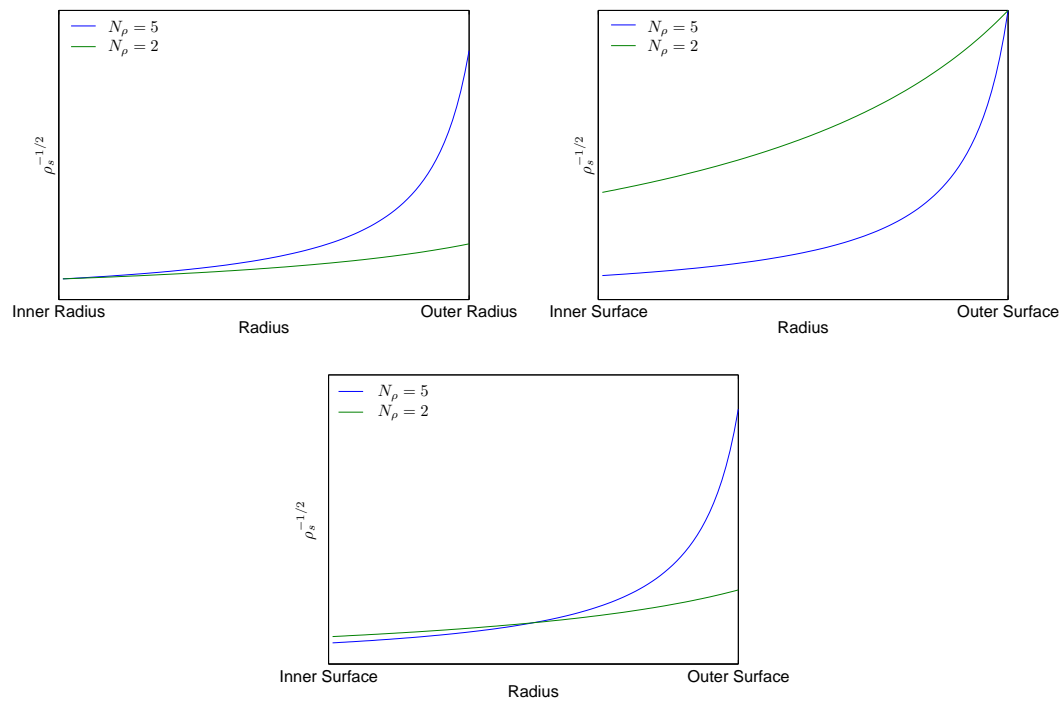 N_ρ = 5
N_ρ = 2
ρ_s^{-1/2}
Inner Radius
Outer Radius
Radius
N_ρ = 5
N_ρ = 2
ρ_s^{-1/2}
Inner Surface
Outer Surface
Radius
N_ρ = 5
N_ρ = 2
ρ_s^{-1/2}
Inner Surface
Outer Surface
Radius